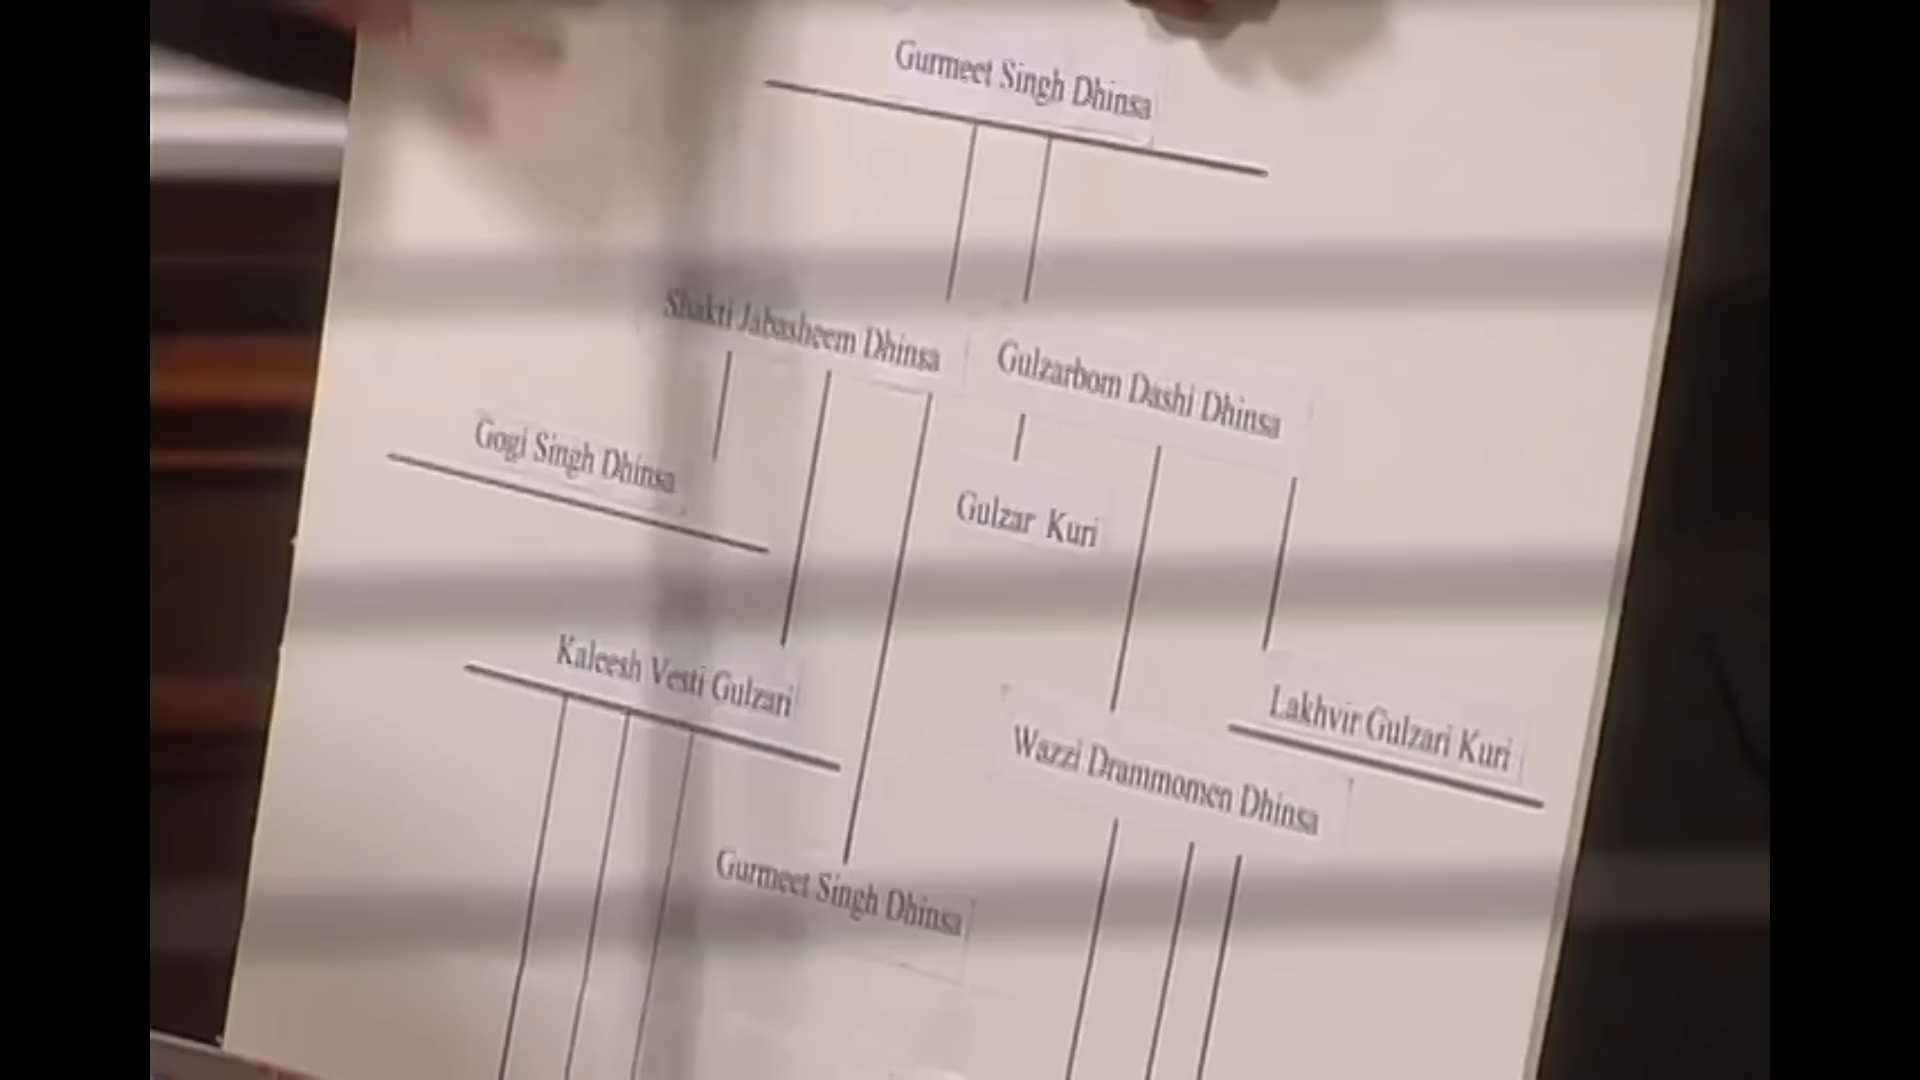 Gurmeet Singh Dhinsa
Shakti Jabasheem Dhinsa
Gulzarbom Dashi Dhinsa
Gogi Singh Dhinsa
Gulzar Kuri
Kaleesh Vesti Gulzari
Lakhvir Gulzari Kuri
Wazzi Drammomen Dhinsa
Gurmeet Singh Dhinsa